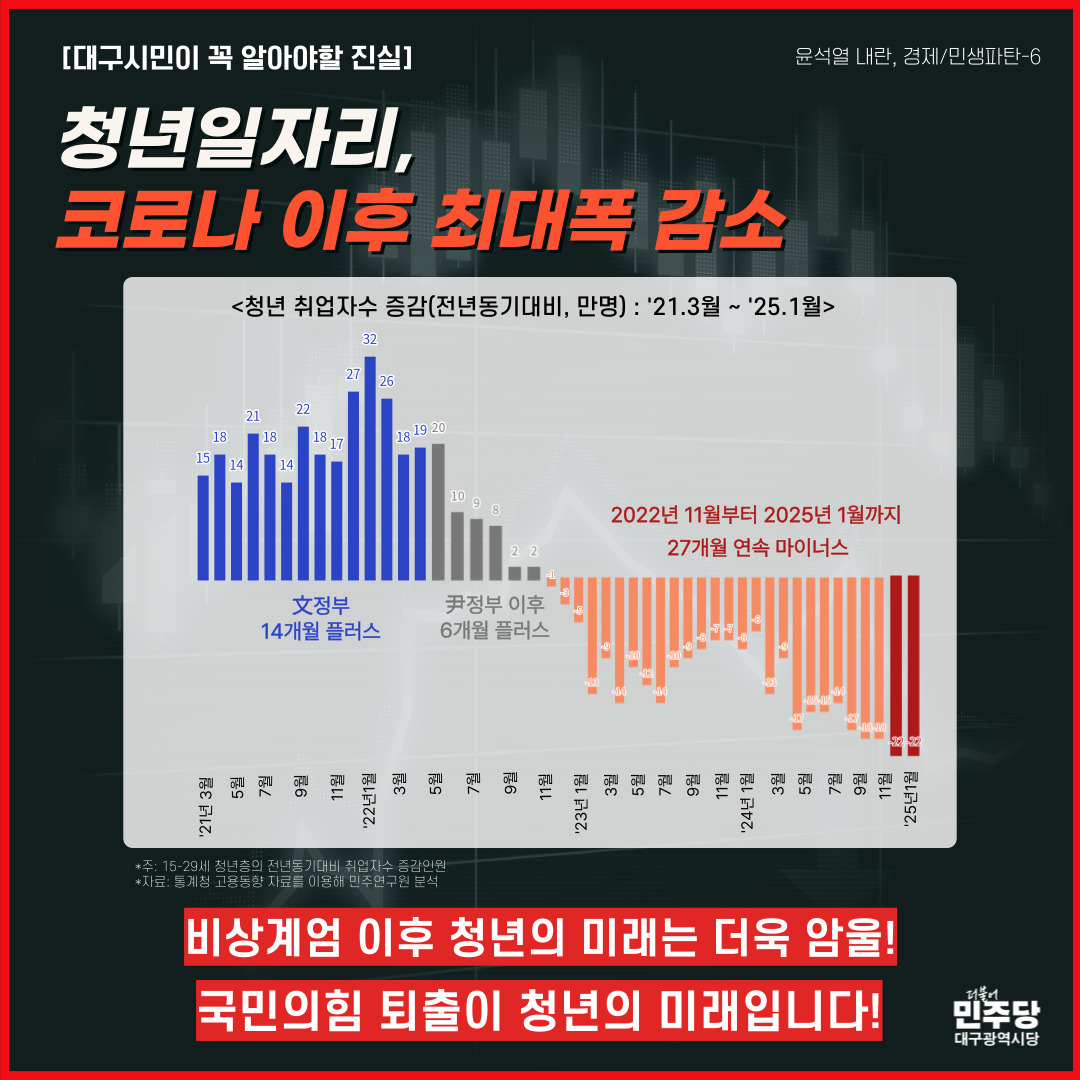 [대구시민이 꼭 알아야할 진실]
윤석열 내란, 경제/민생파탄-6
청년일자리,
코로나 이후 최대폭 감소
<청년 취업자수 증감(전년동기대비, 만명) : '21.3월 ~ '25.1월>
15 18 14 21 18 14 22 18 17 27 32 26 18 19 20 10 9 8 2 2
2022년 11월부터 2025년 1월까지
27개월 연속 마이너스
文정부
14개월 플러스
尹정부 이후
6개월 플러스
-1 -3 -5 -13 -9 -14 -10 -12 -14 -10 -9 -8 -7 -7 -8 -6 -13 -9 -17 -15 -15 -14 -17 -18 -18 -22 -22
'21년 3월 5월 7월 9월 11월 '22년1월 3월 5월 7월 9월 11월 '23년 1월 3월 5월 7월 9월 11월 '24년 1월 3월 5월 7월 9월 11월 '25년1월
*주: 15-29세 청년층의 전년동기대비 취업자수 증감인원
*자료: 통계청 고용동향 자료를 이용해 민주연구원 분석
비상계엄 이후 청년의 미래는 더욱 암울!
국민의힘 퇴출이 청년의 미래입니다!
더불어
민주당
대구광역시당